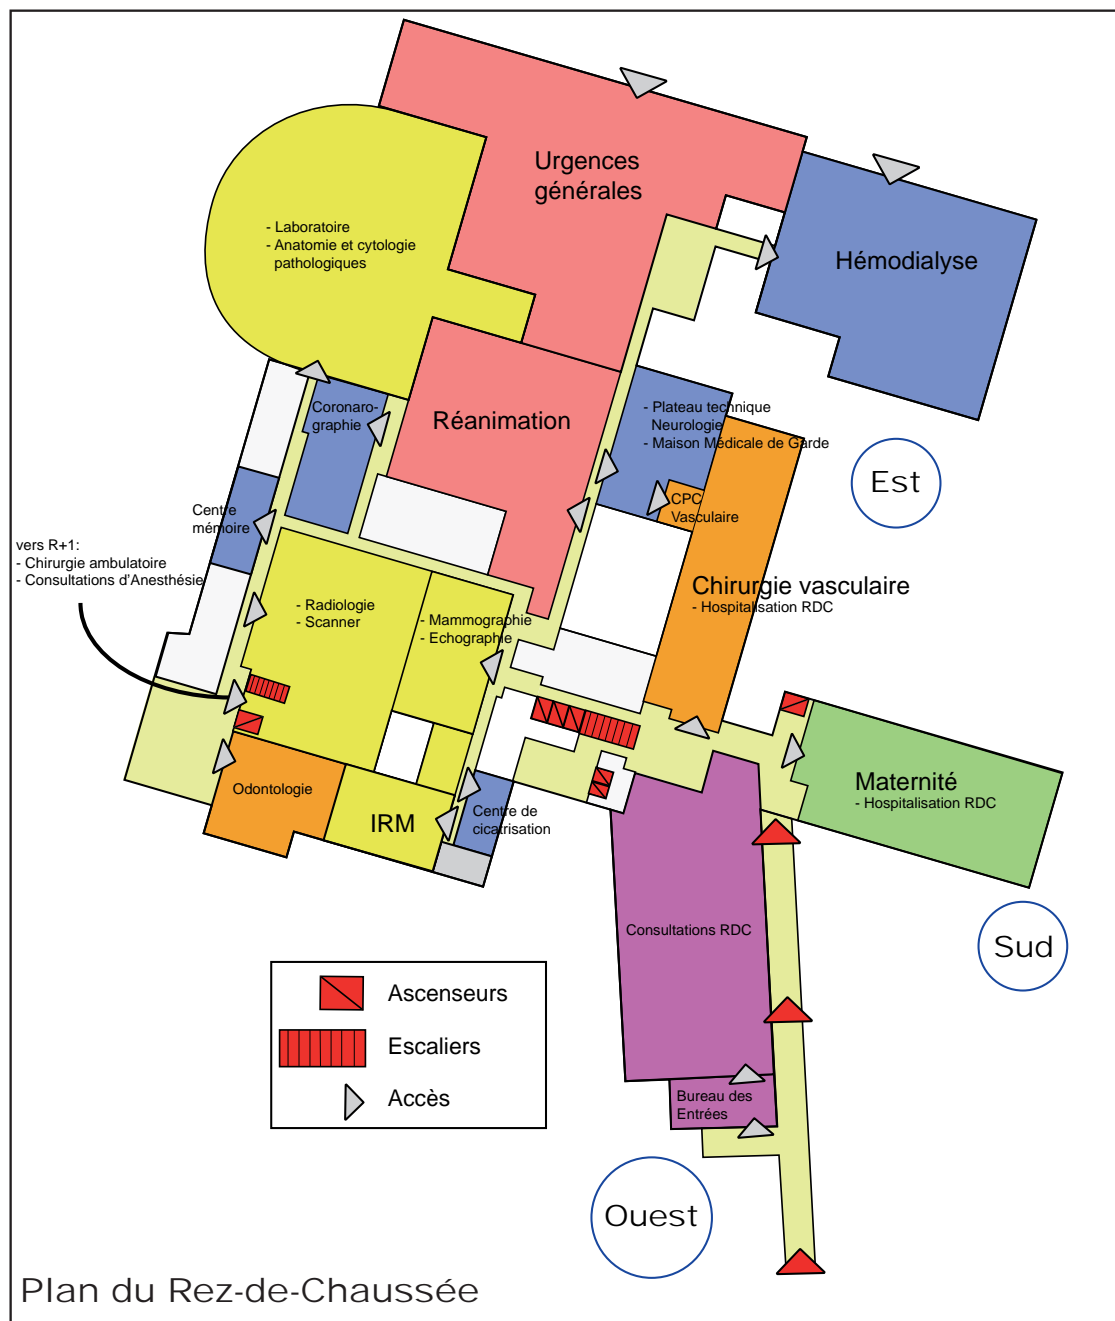 Urgences
générales
- Laboratoire
- Anatomie et cytologie
pathologiques
Hémodialyse
Coronaro-
graphie
Réanimation
- Plateau technique
Neurologie
- Maison Médicale de Garde
Est
CPC
Vasculaire
Centre
mémoire
vers R+1:
- Chirurgie ambulatoire
- Consultations d'Anesthésie
Chirurgie vasculaire
- Hospitalisation RDC
- Radiologie
- Scanner
- Mammographie
- Echographie
Odontologie
IRM
Centre de
cicatrisation
Maternité
- Hospitalisation RDC
Consultations RDC
Sud
Ascenseurs
Escaliers
Accès
Bureau des
Entrées
Ouest
Plan du Rez-de-Chaussée